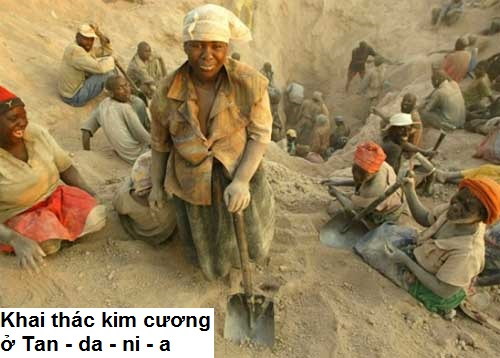 Khai thác kim cương
ở Tan - da - ni - a